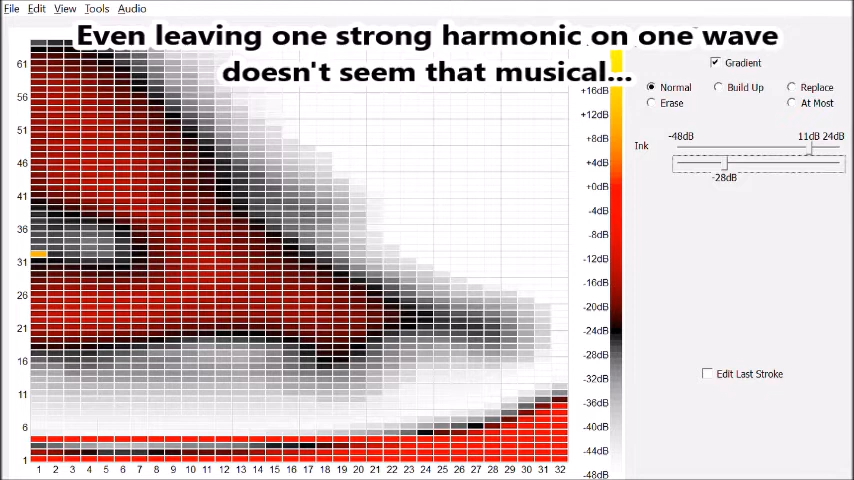 File Edit View Tools Audio
Even leaving one strong harmonic on one wave
doesn't seem that musical...
61
56
51
46
41
36
31
26
21
16
11
6
1
1 2 3 4 5 6 7 8 9 10 11 12 13 14 15 16 17 18 19 20 21 22 23 24 25 26 27 28 29 30 31 32
+16dB
+12dB
+8dB
+4dB
+0dB
-4dB
-8dB
-12dB
-16dB
-20dB
-24dB
-28dB
-32dB
-36dB
-40dB
-44dB
-48dB
Gradient
Normal Build Up Replace
Erase At Most
-48dB 11dB 24dB
Ink
-28dB
Edit Last Stroke